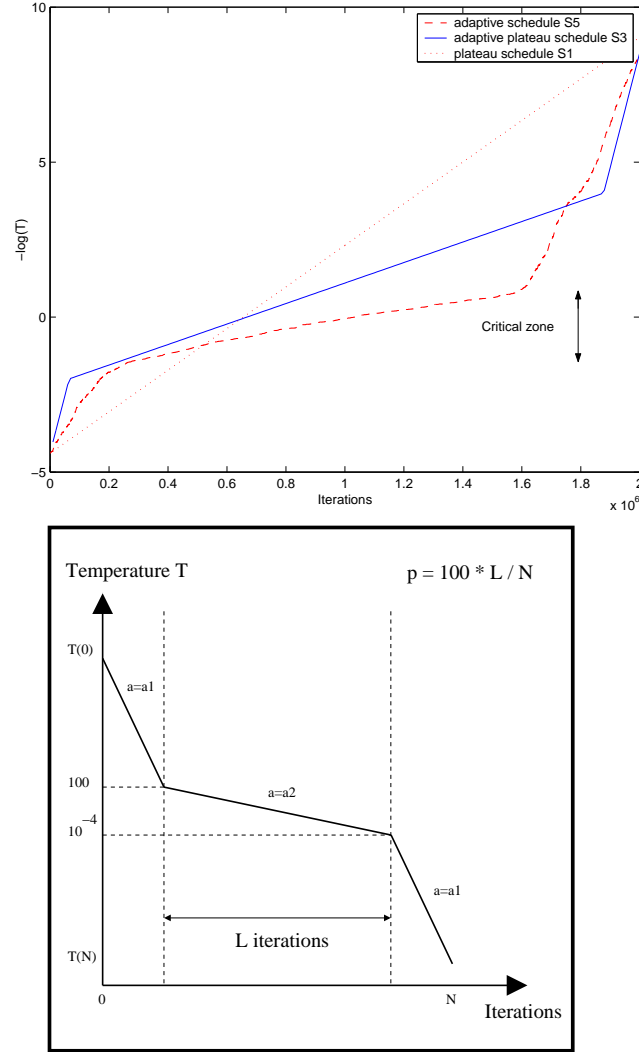 10
adaptive schedule S5
adaptive plateau schedule S3
plateau schedule S1
5
−log(T)
0
Critical zone
−5
0 0.2 0.4 0.6 0.8 1 1.2 1.4 1.6 1.8 2
Iterations
x 10^6
Temperature T
p = 100 * L / N
T(0)
a=a1
100
a=a2
10^−4
a=a1
L iterations
T(N)
0 N
Iterations